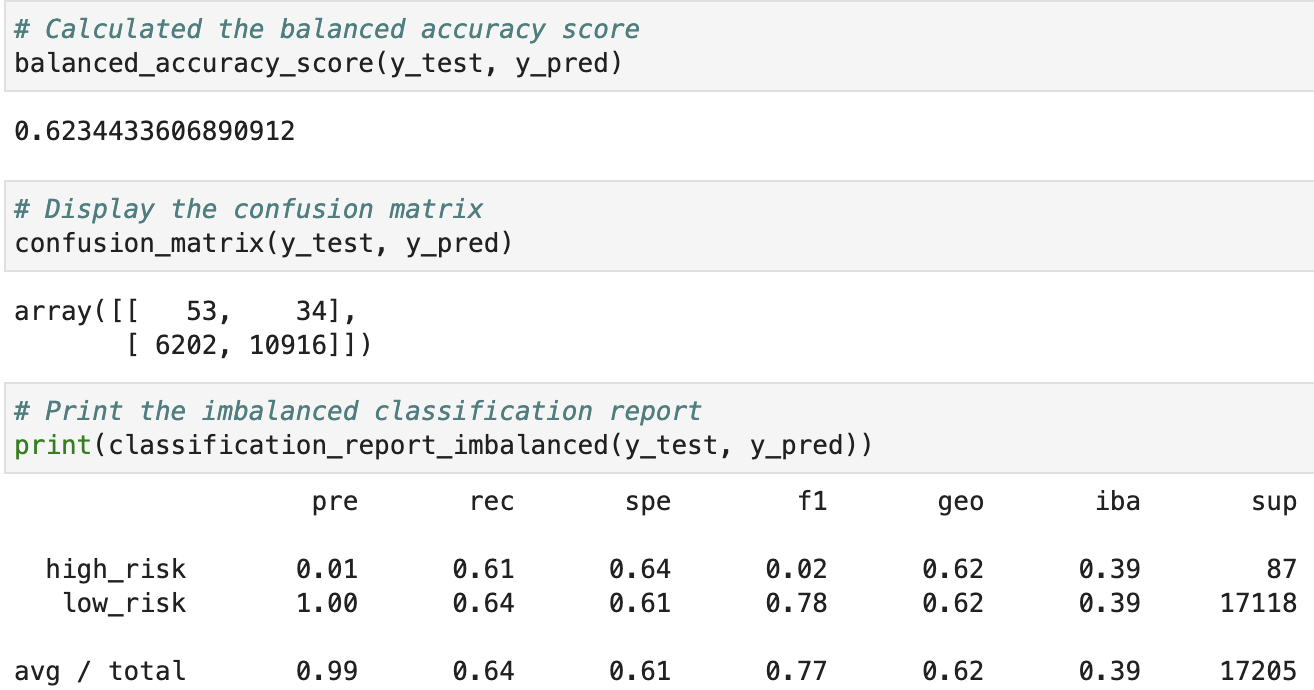 # Calculated the balanced accuracy score
balanced_accuracy_score(y_test, y_pred)
0.6234433606890912
# Display the confusion matrix
confusion_matrix(y_test, y_pred)
array([[   53,    34],
       [ 6202, 10916]])
# Print the imbalanced classification report
print(classification_report_imbalanced(y_test, y_pred))
                   pre       rec       spe        f1       geo       iba       sup
  high_risk       0.01      0.61      0.64      0.02      0.62      0.39        87
   low_risk       1.00      0.64      0.61      0.78      0.62      0.39     17118
avg / total       0.99      0.64      0.61      0.77      0.62      0.39     17205